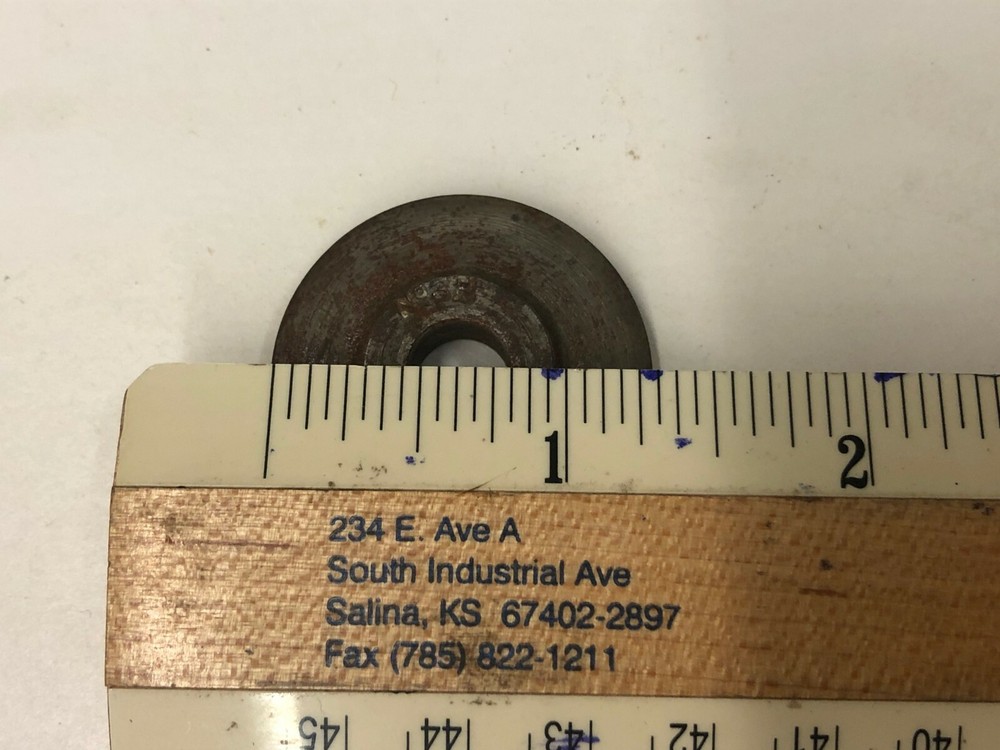 1 2
234 E. Ave A
South Industrial Ave
Salina, KS 67402-2897
Fax (785) 822-1211
45 44 43 42 41 40